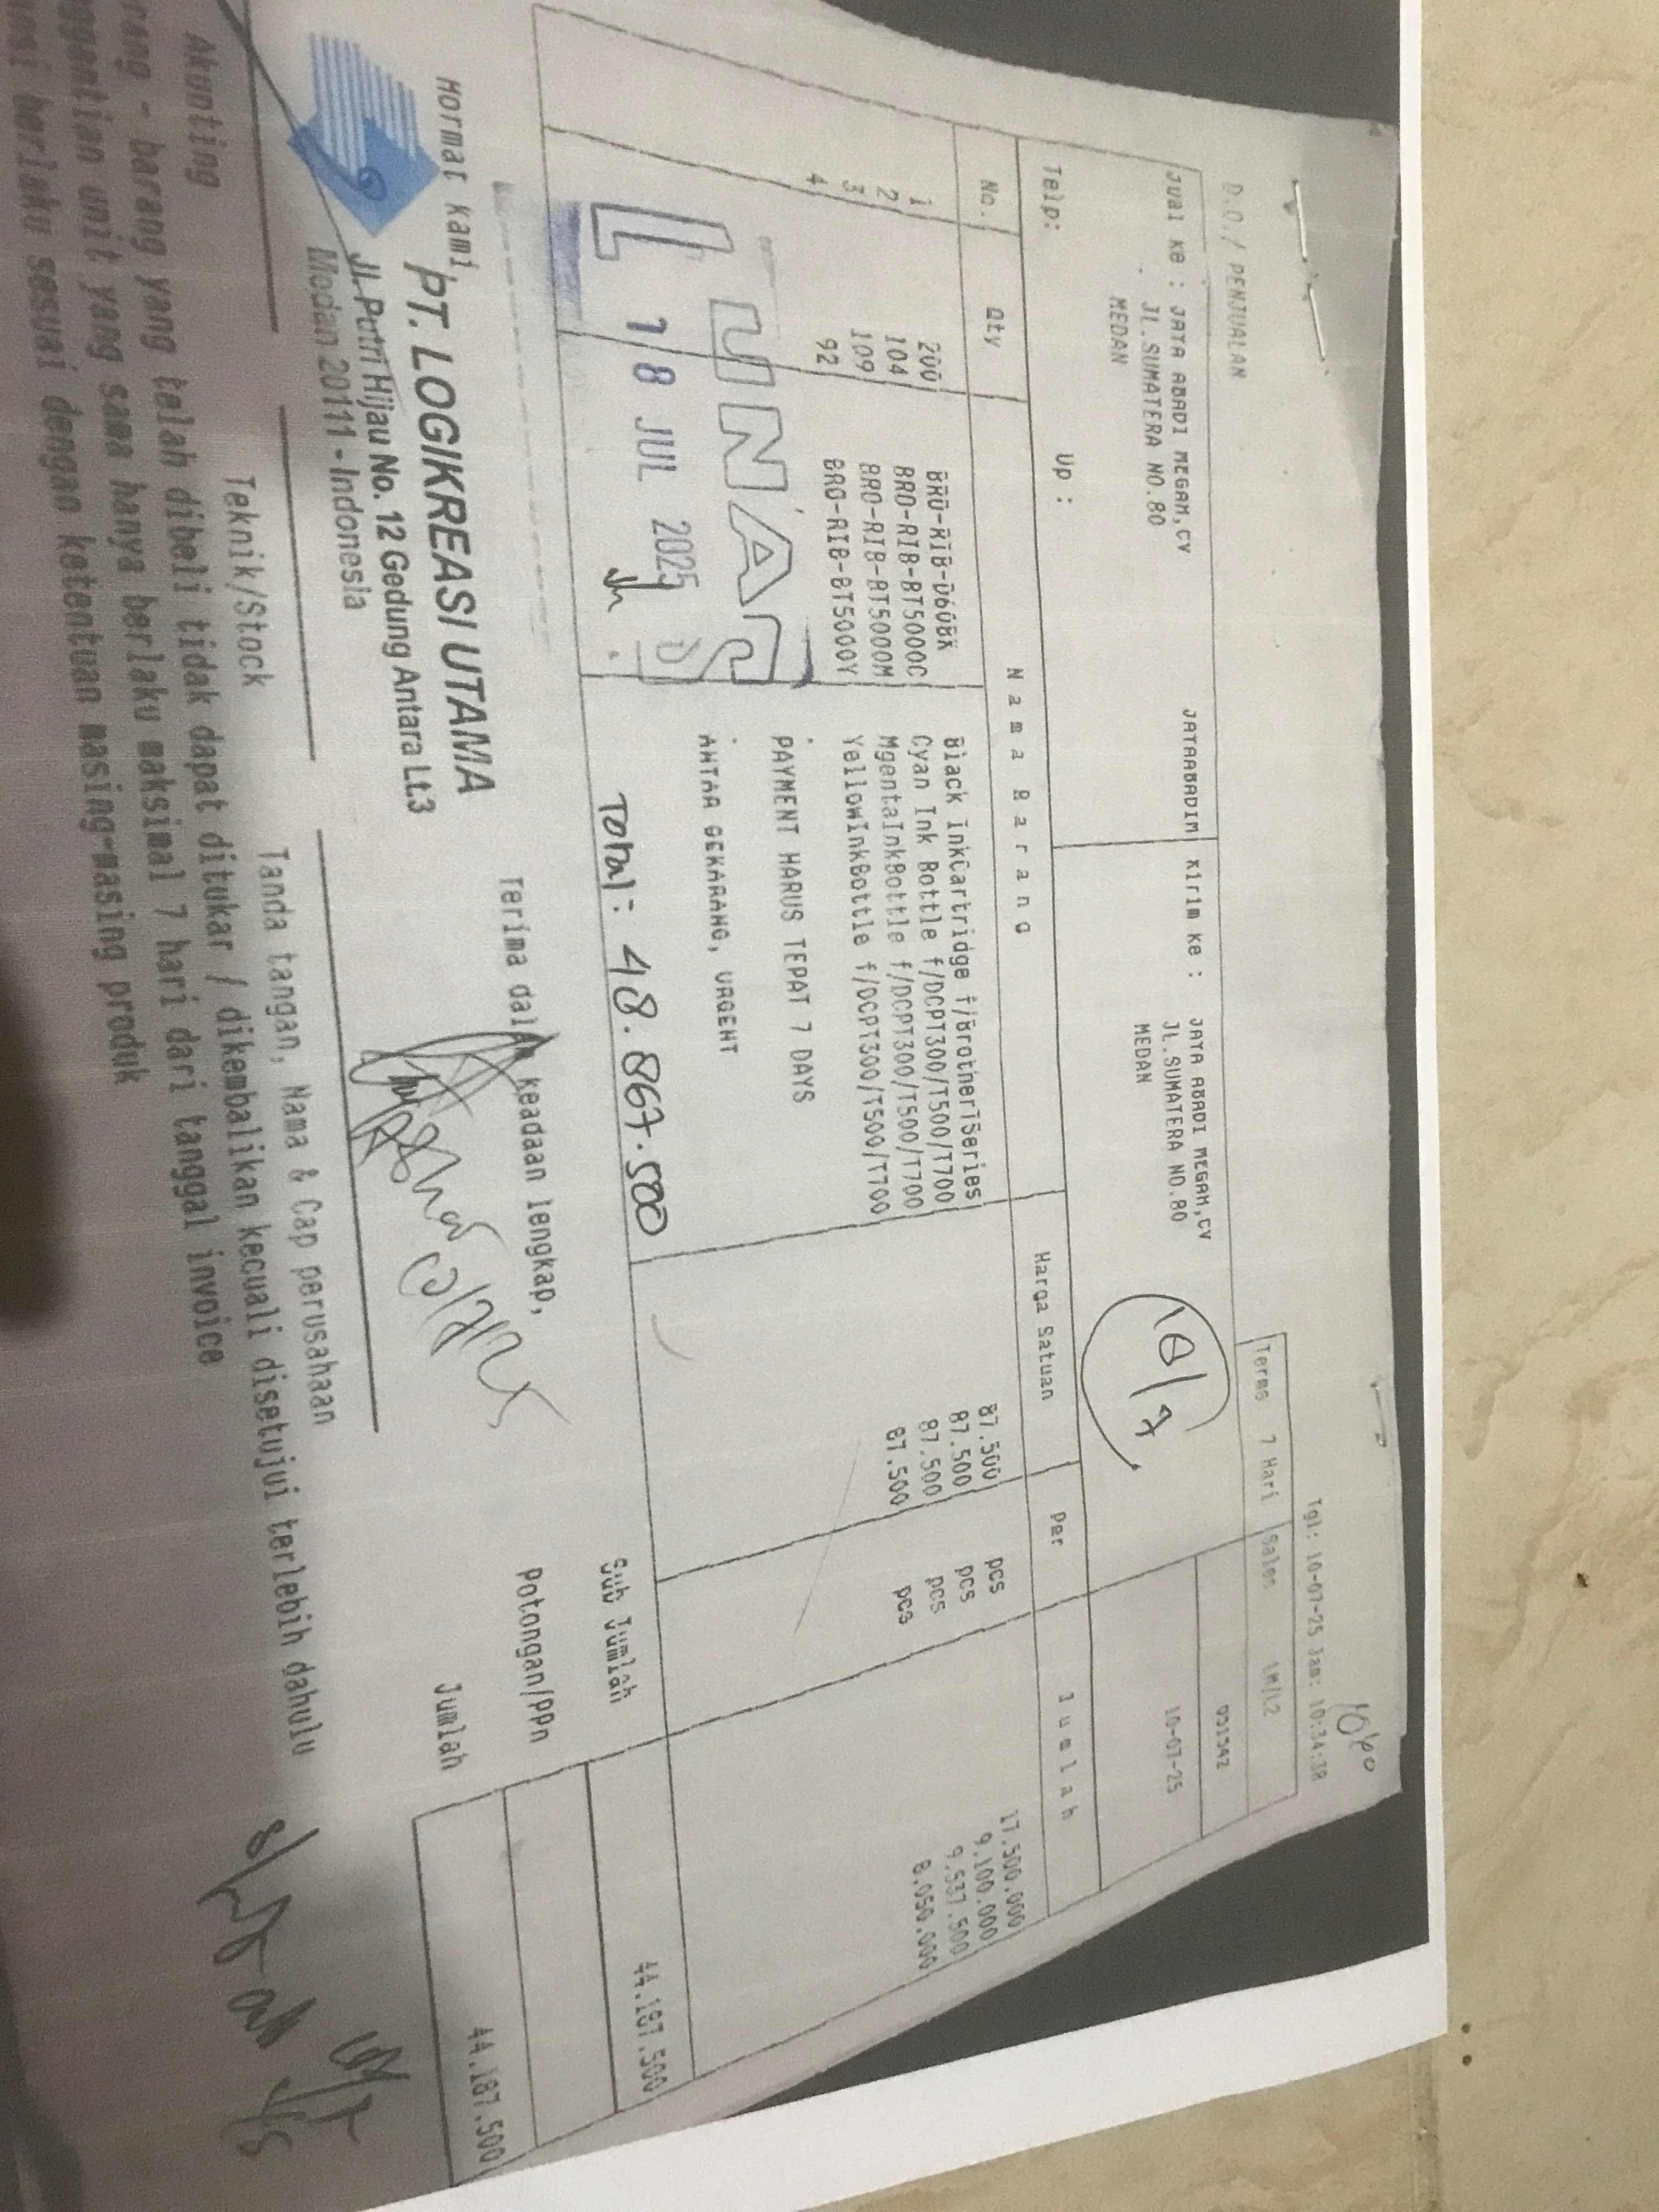 D.O./ PENJUALAN
Tgl: 10-07-25 Jam: 10:34:38
Terms 7 Hari Sales LM/L2
Jual Ke : JAYA ABADI MEGAH,CV JAYAABADIM
JL.SUMATERA NO.80
MEDAN
Kirim Ke : JAYA ABADI MEGAH,CV
JL.SUMATERA NO.80
MEDAN
10-07-25
18/7
Telp: Up :
No. Qty Nama Barang Harga Satuan Per Jumlah
1 200 BRO-RIB-D60BK Black InkCartridge f/BrotherTSeries 87.500 pcs 17.500.000
2 104 BRO-RIB-BT5000C Cyan Ink Bottle f/DCPT300/T500/T700 87.500 pcs 9.100.000
3 109 BRO-RIB-BT5000M MgentaInkBottle f/DCPT300/T500/T700 87.500 pcs 9.537.500
4 92 BRO-RIB-BT5000Y YellowInkBottle f/DCPT300/T500/T700 87.500 pcs 8.050.000
PAYMENT HARUS TEPAT 7 DAYS
ANTAR SEKARANG, URGENT
LUNAS
18 JUL 2025
Total : 48.867.500
Sub Jumlah 44.187.500
Potongan/PPn
Jumlah 44.187.500
Hormat Kami,
Terima dalam keadaan lengkap,
PT. LOGIKREASI UTAMA
Jl. Putri Hijau No. 12 Gedung Antara Lt.3
Medan 20111 - Indonesia
Akunting Teknik/Stock Tanda tangan, Nama & Cap perusahaan
rang - barang yang telah dibeli tidak dapat ditukar / dikembalikan kecuali disetujui terlebih dahulu
nggantian unit yang sama hanya berlaku maksimal 7 hari dari tanggal invoice
berlaku sesuai dengan ketentuan masing-masing produk